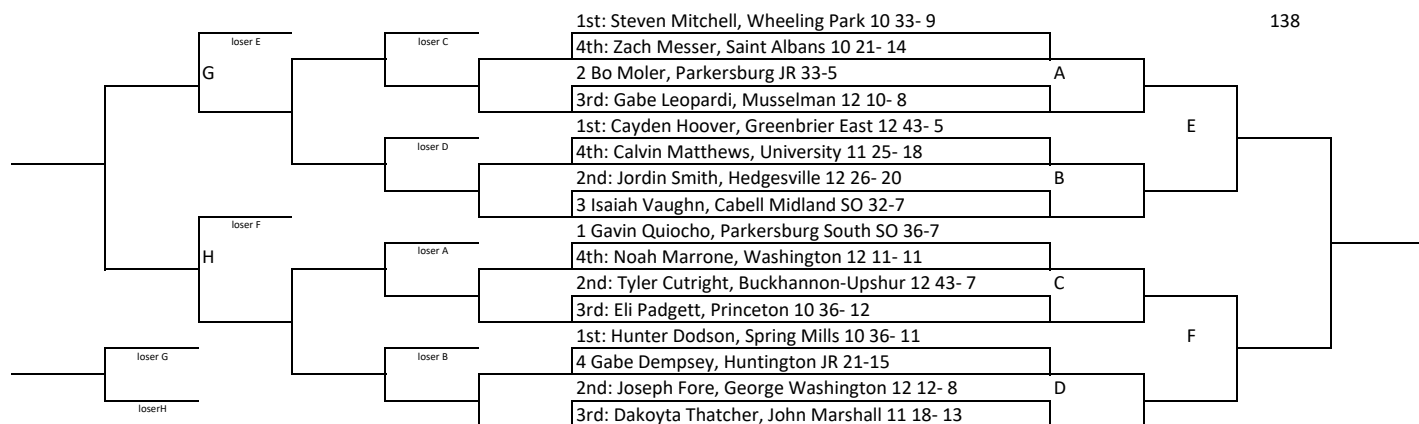 1st: Steven Mitchell, Wheeling Park 10 33- 9
138
loser E
loser C
4th: Zach Messer, Saint Albans 10 21- 14
G
2 Bo Moler, Parkersburg JR 33-5
A
3rd: Gabe Leopardi, Musselman 12 10- 8
1st: Cayden Hoover, Greenbrier East 12 43- 5
E
loser D
4th: Calvin Matthews, University 11 25- 18
2nd: Jordin Smith, Hedgesville 12 26- 20
B
3 Isaiah Vaughn, Cabell Midland SO 32-7
loser F
1 Gavin Quiocho, Parkersburg South SO 36-7
H
loser A
4th: Noah Marrone, Washington 12 11- 11
2nd: Tyler Cutright, Buckhannon-Upshur 12 43- 7
C
3rd: Eli Padgett, Princeton 10 36- 12
1st: Hunter Dodson, Spring Mills 10 36- 11
F
loser G
loser B
4 Gabe Dempsey, Huntington JR 21-15
2nd: Joseph Fore, George Washington 12 12- 8
D
loserH
3rd: Dakoyta Thatcher, John Marshall 11 18- 13